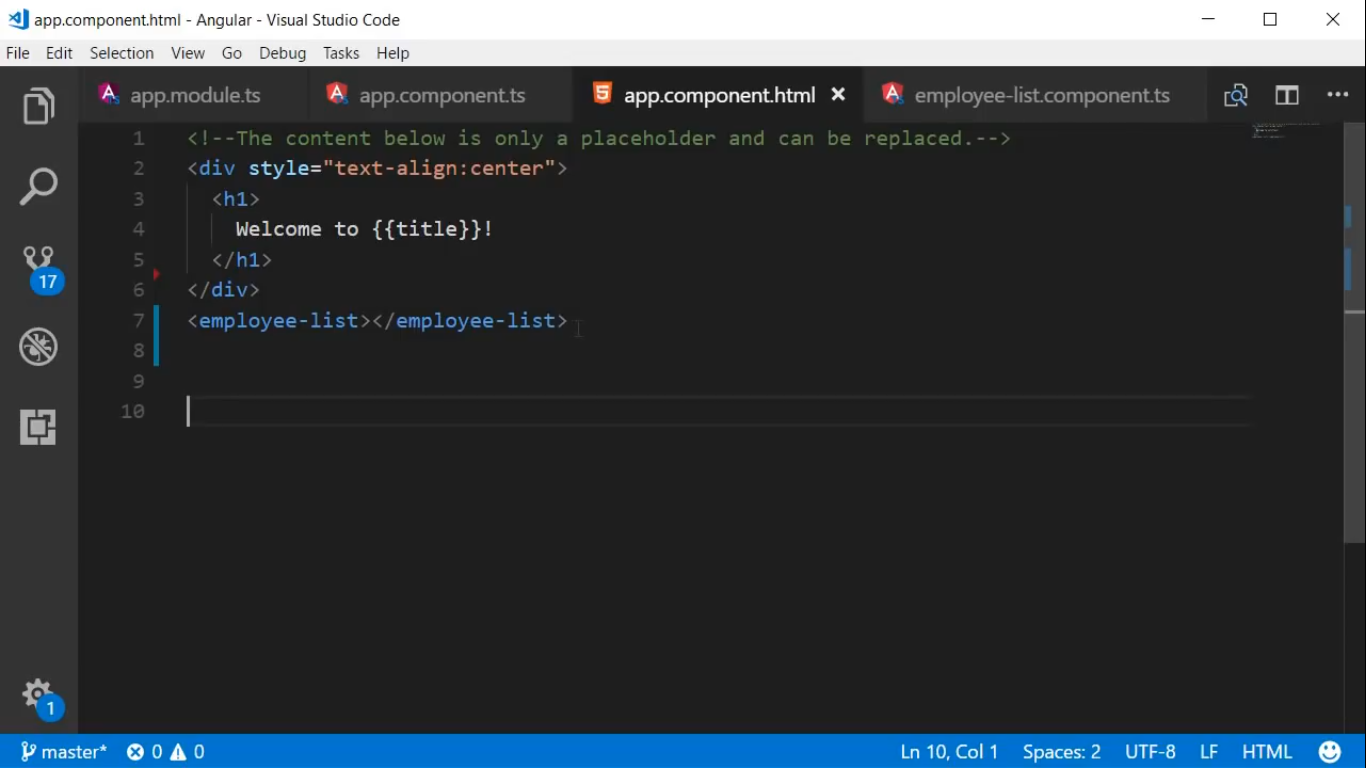 app.component.html - Angular - Visual Studio Code
File Edit Selection View Go Debug Tasks Help
app.module.ts app.component.ts app.component.html employee-list.component.ts
1 <!--The content below is only a placeholder and can be replaced.-->
2 <div style="text-align:center">
3 <h1>
4 Welcome to {{title}}!
5 </h1>
6 </div>
7 <employee-list></employee-list>
8
9
10
17
1
master* 0 0 Ln 10, Col 1 Spaces: 2 UTF-8 LF HTML